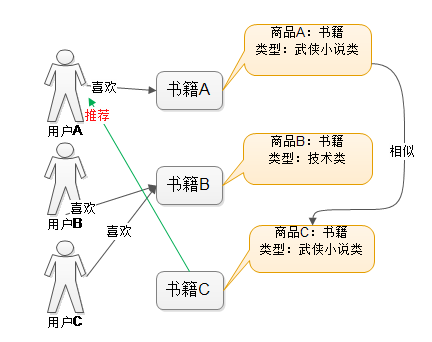 商品A：书籍
类型：武侠小说类
喜欢
书籍A
推荐
用户A
商品B：书籍
类型：技术类
相似
书籍B
喜欢
用户B
喜欢
商品C：书籍
类型：武侠小说类
书籍C
用户C